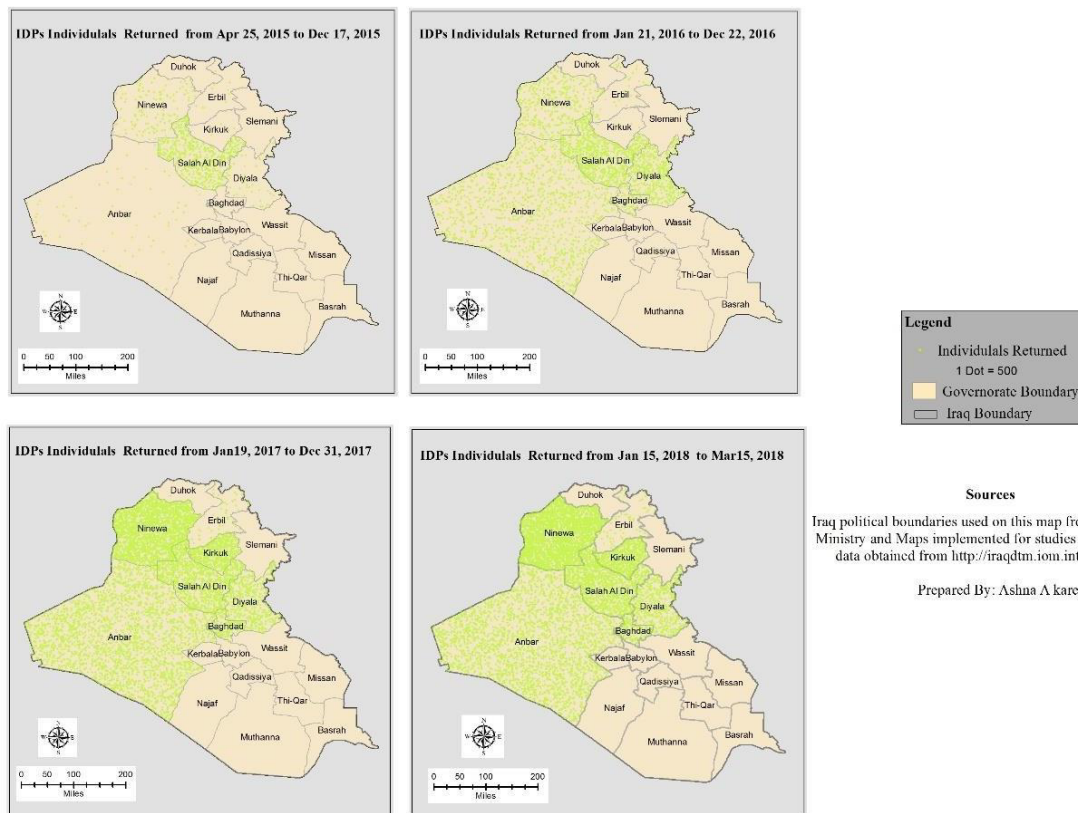 IDPs Individulals Returned from Apr 25, 2015 to Dec 17, 2015
Duhok
Ninewa
Erbil
Kirkuk
Slemani
Salah Al Din
Diyala
Baghdad
Anbar
Wassit
Kerbala
Babylon
Qadissiya
Missan
Najaf
Thi-Qar
Basrah
Muthanna
N
W
S
0 50 100 200
Miles
IDPs Individulals Returned from Jan 21, 2016 to Dec 22, 2016
Duhok
Ninewa
Erbil
Kirkuk
Slemani
Salah Al Din
Diyala
Baghdad
Anbar
Wassit
Kerbala
Babylon
Qadissiya
Missan
Najaf
Thi-Qar
Basrah
Muthanna
N
W
S
0 50 100 200
Miles
Legend
Individulals Returned
1 Dot = 500
Governorate Boundary
Iraq Boundary
IDPs Individulals Returned from Jan19, 2017 to Dec 31, 2017
Duhok
Ninewa
Erbil
Kirkuk
Slemani
Salah Al Din
Diyala
Baghdad
Anbar
Wassit
Kerbala
Babylon
Qadissiya
Missan
Najaf
Thi-Qar
Basrah
Muthanna
N
W
S
0 50 100 200
Miles
IDPs Individulals Returned from Jan 15, 2018 to Mar15, 2018
Duhok
Ninewa
Erbil
Kirkuk
Slemani
Salah Al Din
Diyala
Baghdad
Anbar
Wassit
Kerbala
Babylon
Qadissiya
Missan
Najaf
Thi-Qar
Basrah
Muthanna
N
W E
S
0 50 100 200
Miles
Sources
Iraq political boundaries used on this map
Ministry and Maps implemented for studies
data obtained from http://iraqdtm.iom.int
Prepared By: Ashna A